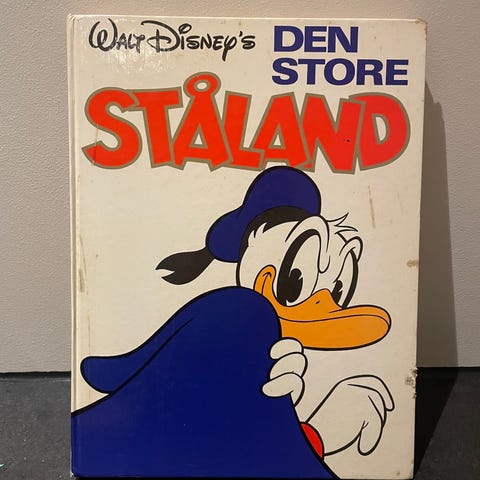 WALT DISNEY'S DEN
STORE
STÅLAND